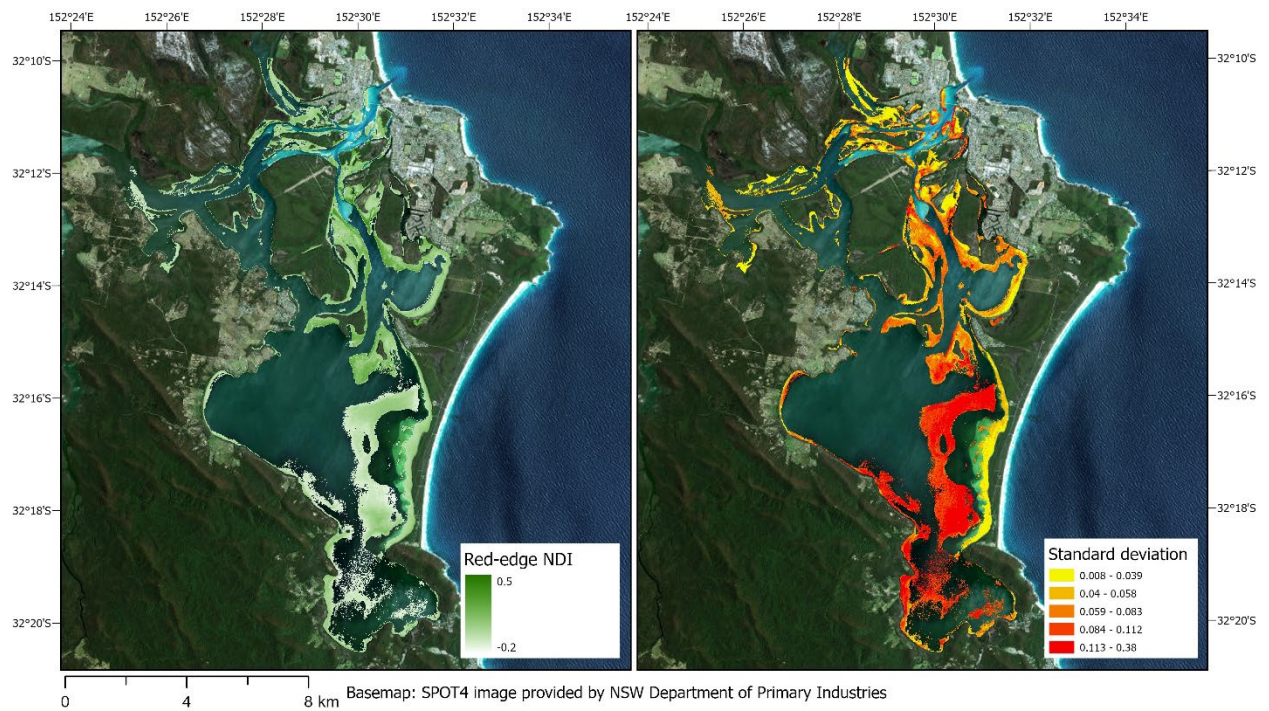 152°24'E 152°26'E 152°28'E 152°30'E 152°32'E 152°34'E
152°24'E 152°26'E 152°28'E 152°30'E 152°32'E 152°34'E
32°10'S
32°12'S
32°14'S
32°16'S
32°18'S
32°20'S
Red-edge NDI
0.5
-0.2
32°10'S
32°12'S
32°14'S
32°16'S
32°18'S
32°20'S
Standard deviation
0.008 - 0.039
0.04 - 0.058
0.059 - 0.083
0.084 - 0.112
0.113 - 0.38
0 4 8 km
Basemap: SPOT4 image provided by NSW Department of Primary Industries